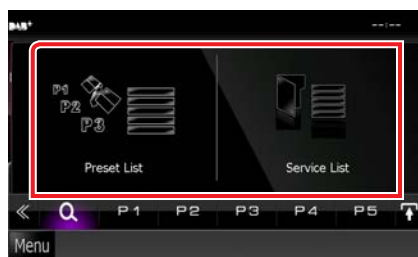 DAB+ --:--
P1
P2
P3
Preset List Service List
P1 P2 P3 P4 P5
Menu